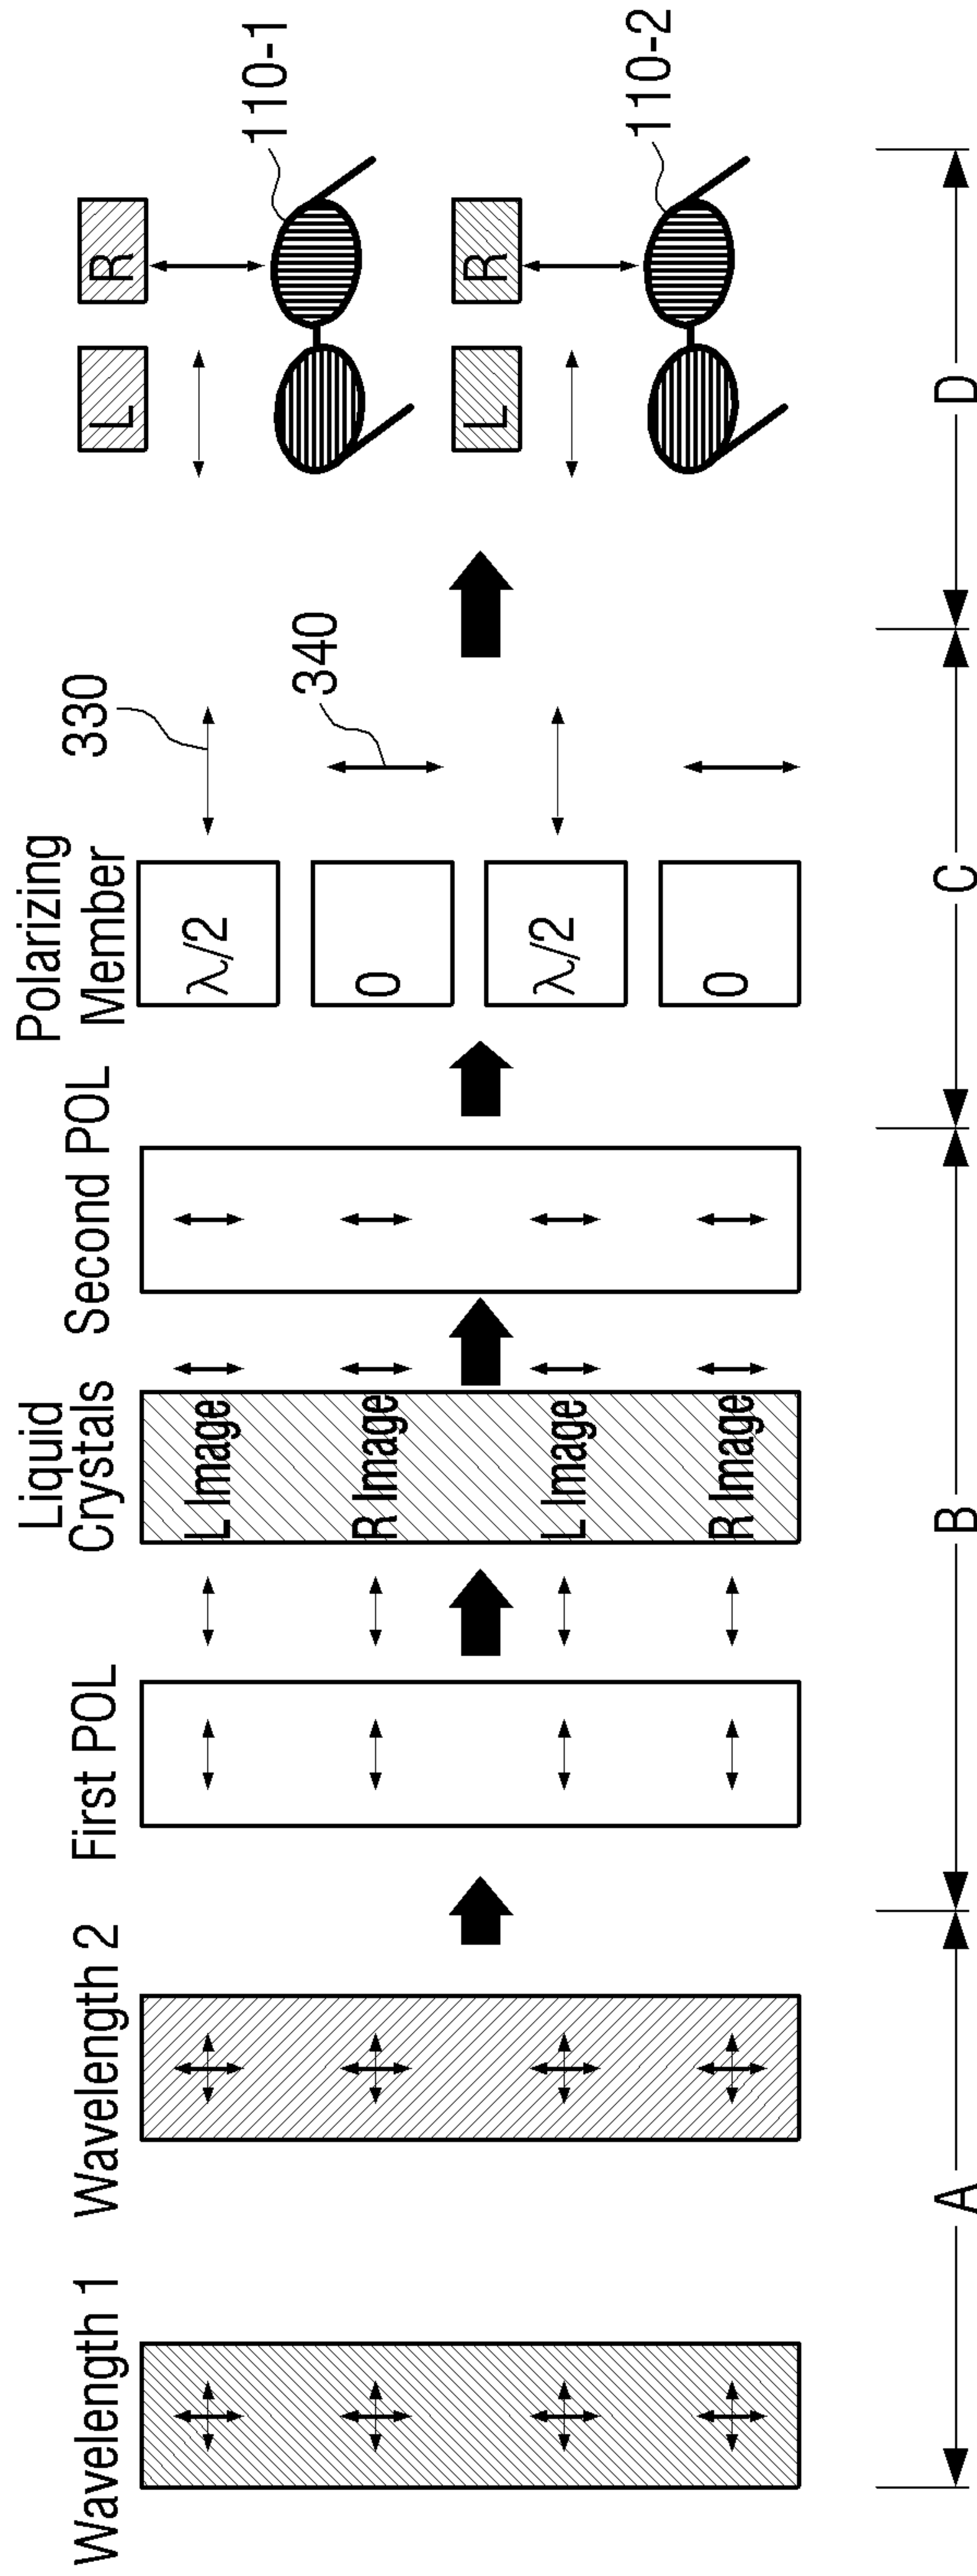 Wavelength 1
Wavelength 2
First POL
Liquid
Crystals
Second POL
Polarizing
Member
L Image
R Image
L Image
R Image
λ/2
0
λ/2
0
330
340
L
R
110-1
L
R
110-2
A
B
C
D